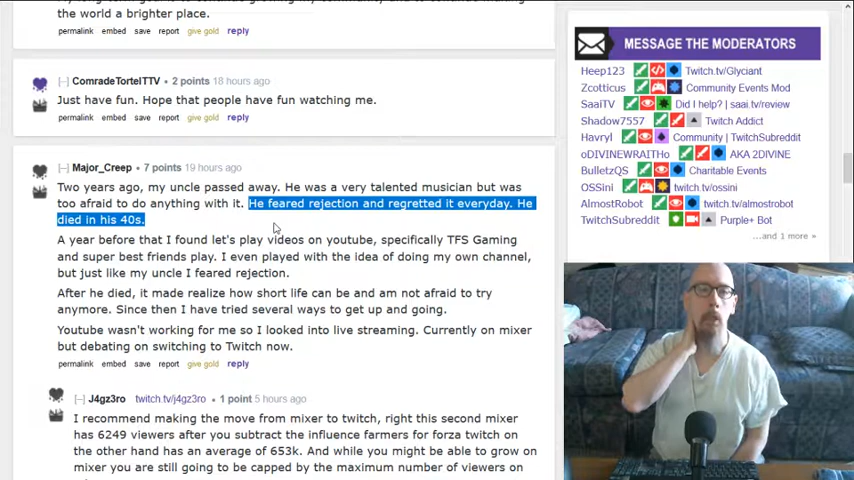 the world a brighter place.
permalink embed save report give gold reply
[–] ComradeTortelTTV • 2 points 18 hours ago
Just have fun. Hope that people have fun watching me.
permalink embed save report give gold reply
[–] Major_Creep • 7 points 19 hours ago
Two years ago, my uncle passed away. He was a very talented musician but was
too afraid to do anything with it. He feared rejection and regretted it everyday. He
died in his 40s.
A year before that I found let's play videos on youtube, specifically TFS Gaming
and super best friends play. I even played with the idea of doing my own channel,
but just like my uncle I feared rejection.
After he died, it made realize how short life can be and am not afraid to try
anymore. Since then I have tried several ways to get up and going.
Youtube wasn't working for me so I looked into live streaming. Currently on mixer
but debating on switching to Twitch now.
permalink embed save report give gold reply
[–] J4gz3ro twitch.tv/j4gz3ro • 1 point 5 hours ago
I recommend making the move from mixer to twitch, right this second mixer
has 6249 viewers after you subtract the influence farmers for forza twitch on
the other hand has an average of 653k. And while you might be able to grow on
mixer you are still going to be capped by the maximum number of viewers on
MESSAGE THE MODERATORS
Heep123 Twitch.tv/Glyciant
Zcotticus Community Events Mod
SaaiTV Did I help? | saai.tv/review
Shadow7557 Twitch Addict
Havryl Community | TwitchSubreddit
oDIVINEWRAITHo AKA 2DIVINE
BulletzQS Charitable Events
OSSini twitch.tv/ossini
AlmostRobot twitch.tv/almostrobot
TwitchSubreddit Purple+ Bot
...and 1 more »